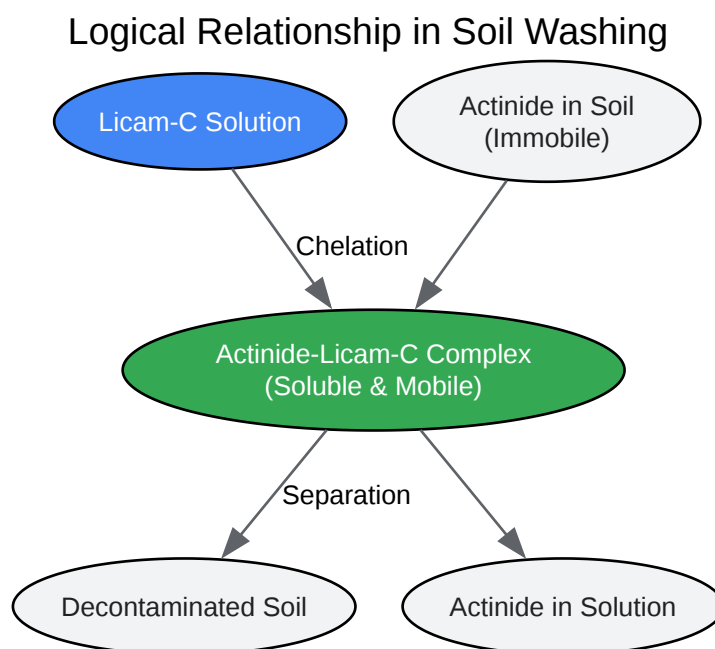 Logical Relationship in Soil Washing
Licam-C Solution
Actinide in Soil
(Immobile)
Chelation
Actinide-Licam-C Complex
(Soluble & Mobile)
Separation
Decontaminated Soil
Actinide in Solution